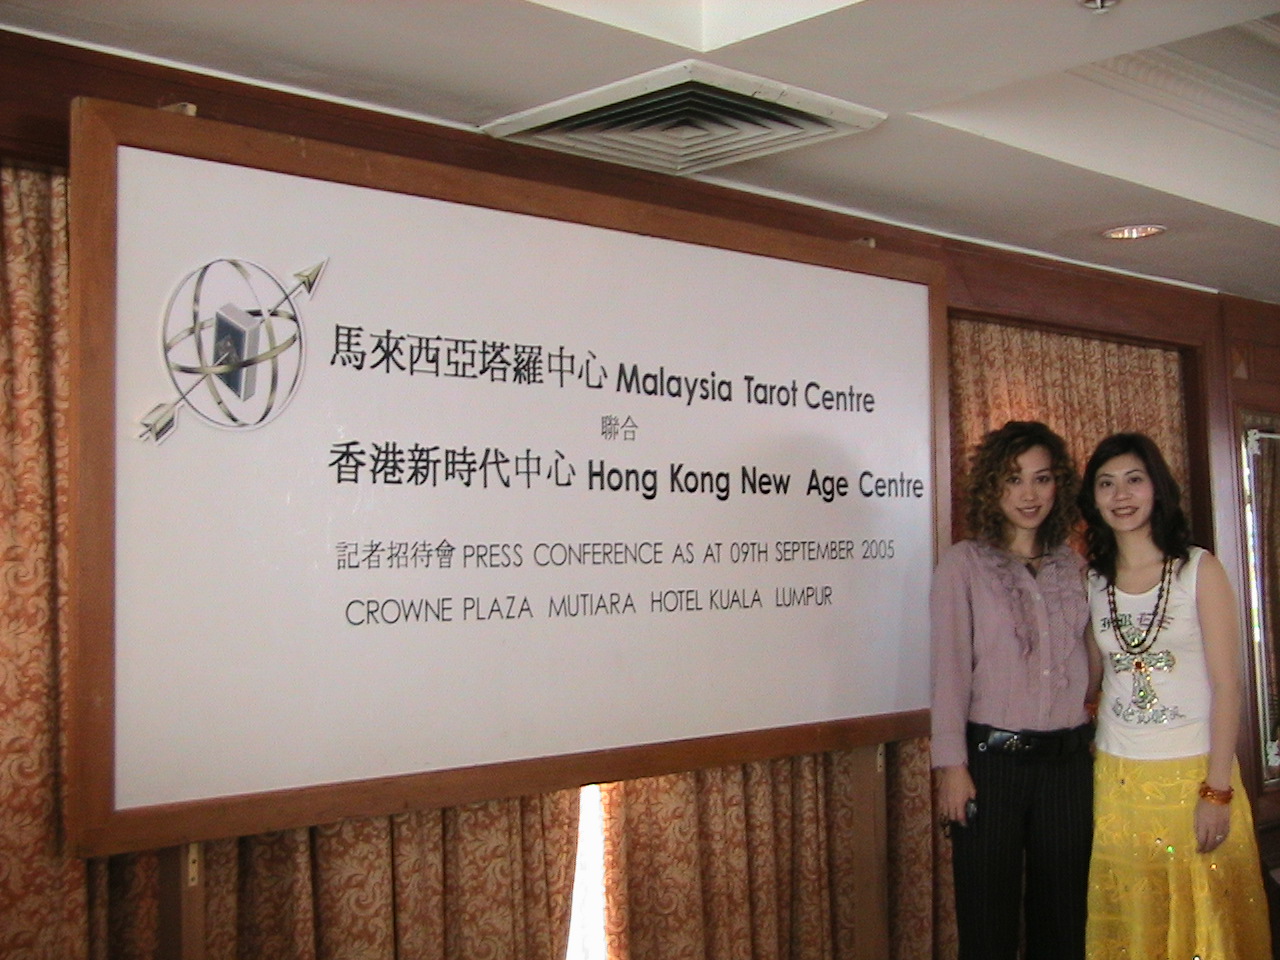 馬來西亞塔羅中心 Malaysia Tarot Centre
聯合
香港新時代中心 Hong Kong New Age Centre
記者招待會 PRESS CONFERENCE AS AT 09TH SEPTEMBER 2005
CROWNE PLAZA MUTIARA HOTEL KUALA LUMPUR